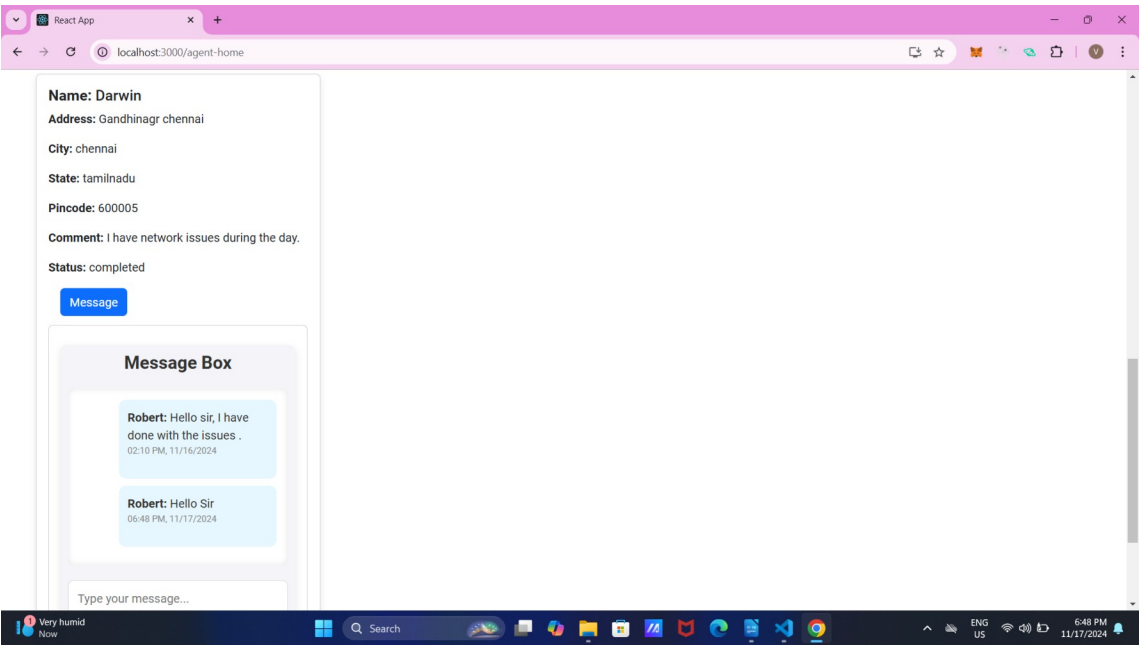 React App
localhost:3000/agent-home
V
Name: Darwin
Address: Gandhinagr chennai
City: chennai
State: tamilnadu
Pincode: 600005
Comment: I have network issues during the day.
Status: completed
Message
Message Box
Robert: Hello sir, I have
done with the issues .
02:10 PM, 11/16/2024
Robert: Hello Sir
06:48 PM, 11/17/2024
Type your message...
1
Very humid
Now
Search
ENG
US
6:48 PM
11/17/2024